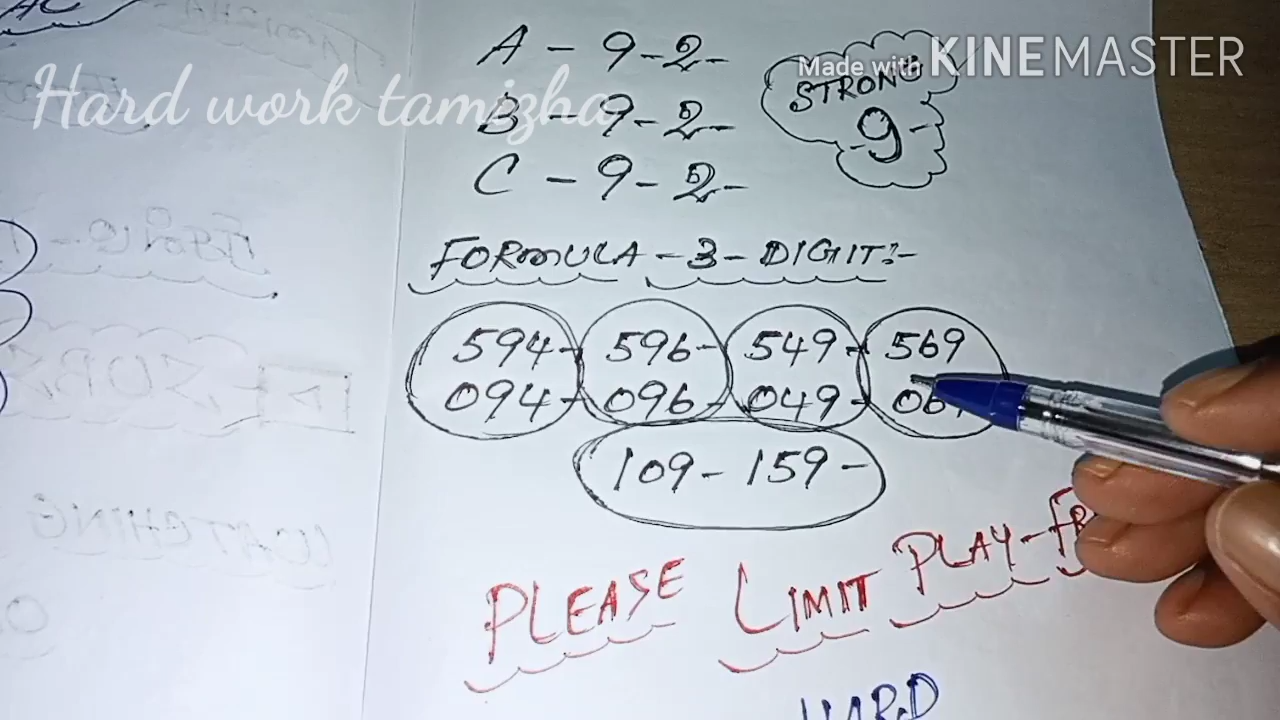 A - 9 - 2 -
Made with KINEMASTER
Hard work tamizha
B - 9 - 2 -
STRONG
9 -
C - 9 - 2 -
FORMULA - 3 - DIGIT:-
594 - 596 - 549 - 569
094 - 096 - 049 -
109 - 159 -
PLEASE LIMIT PLAY -
HARD